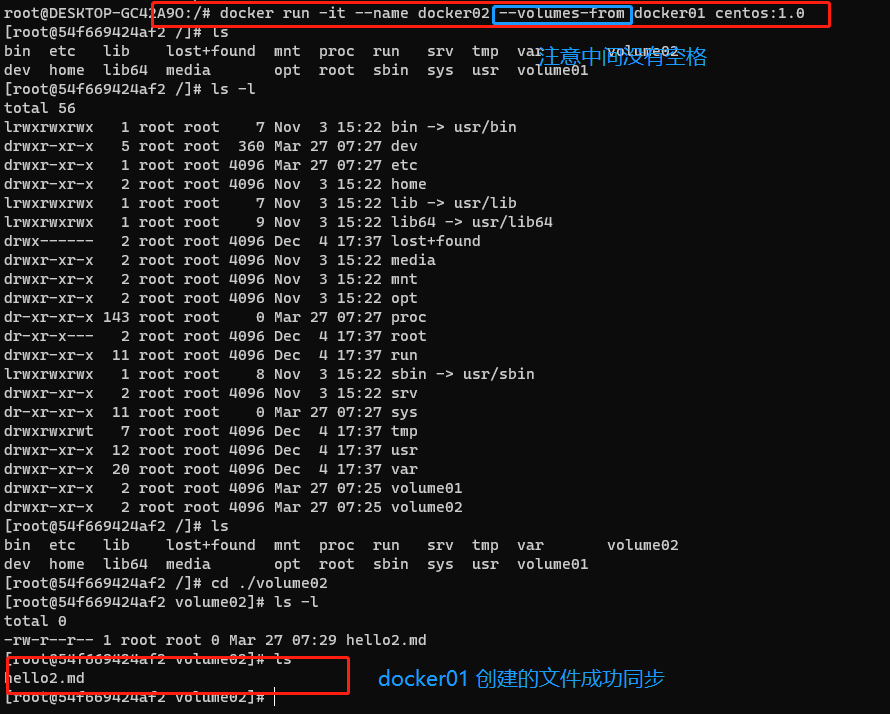 root@DESKTOP-GC42A9O:/# docker run -it --name docker02 --volumes-from docker01 centos:1.0
[root@54f669424af2 /]# ls
bin  etc   lib    lost+found  mnt  proc  run   srv  tmp  var       volume02
注意中间没有空格
dev  home  lib64  media       opt  root  sbin  sys  usr  volume01
[root@54f669424af2 /]# ls -l
total 56
lrwxrwxrwx   1 root root    7 Nov  3 15:22 bin -> usr/bin
drwxr-xr-x   5 root root  360 Mar 27 07:27 dev
drwxr-xr-x   1 root root 4096 Mar 27 07:27 etc
drwxr-xr-x   2 root root 4096 Nov  3 15:22 home
lrwxrwxrwx   1 root root    7 Nov  3 15:22 lib -> usr/lib
lrwxrwxrwx   1 root root    9 Nov  3 15:22 lib64 -> usr/lib64
drwx------   2 root root 4096 Dec  4 17:37 lost+found
drwxr-xr-x   2 root root 4096 Nov  3 15:22 media
drwxr-xr-x   2 root root 4096 Nov  3 15:22 mnt
drwxr-xr-x   2 root root 4096 Nov  3 15:22 opt
dr-xr-xr-x 143 root root    0 Mar 27 07:27 proc
dr-xr-x---   2 root root 4096 Dec  4 17:37 root
drwxr-xr-x  11 root root 4096 Dec  4 17:37 run
lrwxrwxrwx   1 root root    8 Nov  3 15:22 sbin -> usr/sbin
drwxr-xr-x   2 root root 4096 Nov  3 15:22 srv
dr-xr-xr-x  11 root root    0 Mar 27 07:27 sys
drwxrwxrwt   7 root root 4096 Dec  4 17:37 tmp
drwxr-xr-x  12 root root 4096 Dec  4 17:37 usr
drwxr-xr-x  20 root root 4096 Dec  4 17:37 var
drwxr-xr-x   2 root root 4096 Mar 27 07:25 volume01
drwxr-xr-x   2 root root 4096 Mar 27 07:25 volume02
[root@54f669424af2 /]# ls
bin  etc   lib    lost+found  mnt  proc  run   srv  tmp  var       volume02
dev  home  lib64  media       opt  root  sbin  sys  usr  volume01
[root@54f669424af2 /]# cd ./volume02
[root@54f669424af2 volume02]# ls -l
total 0
-rw-r--r-- 1 root root 0 Mar 27 07:29 hello2.md
[root@54f669424af2 volume02]# ls
hello2.md
docker01 创建的文件成功同步
[root@54f669424af2 volume02]#